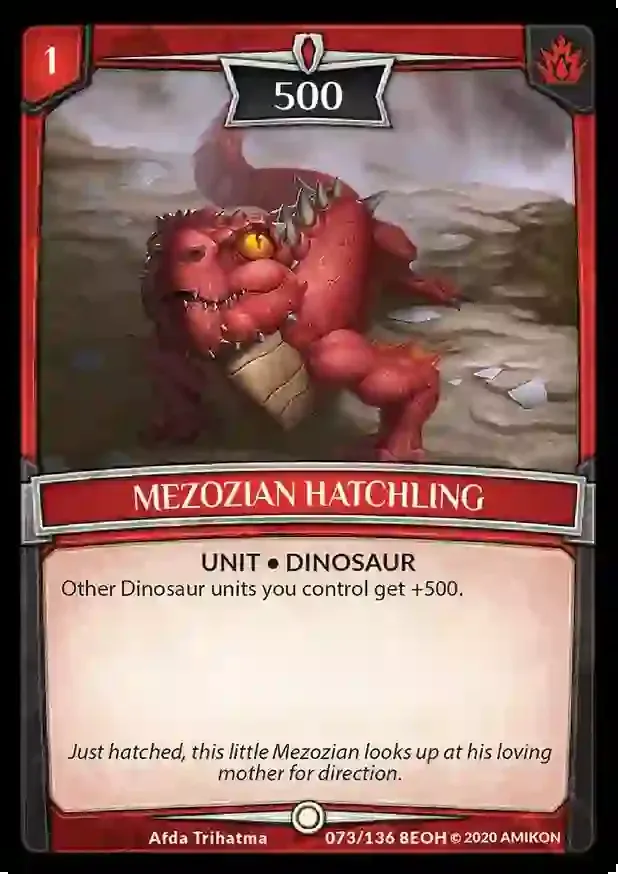 1
500
MEZOZIAN HATCHLING
UNIT • DINOSAUR
Other Dinosaur units you control get +500.
Just hatched, this little Mezozian looks up at his loving
mother for direction.
Afda Trihatma 073/136 8EOH © 2020 AMIKON